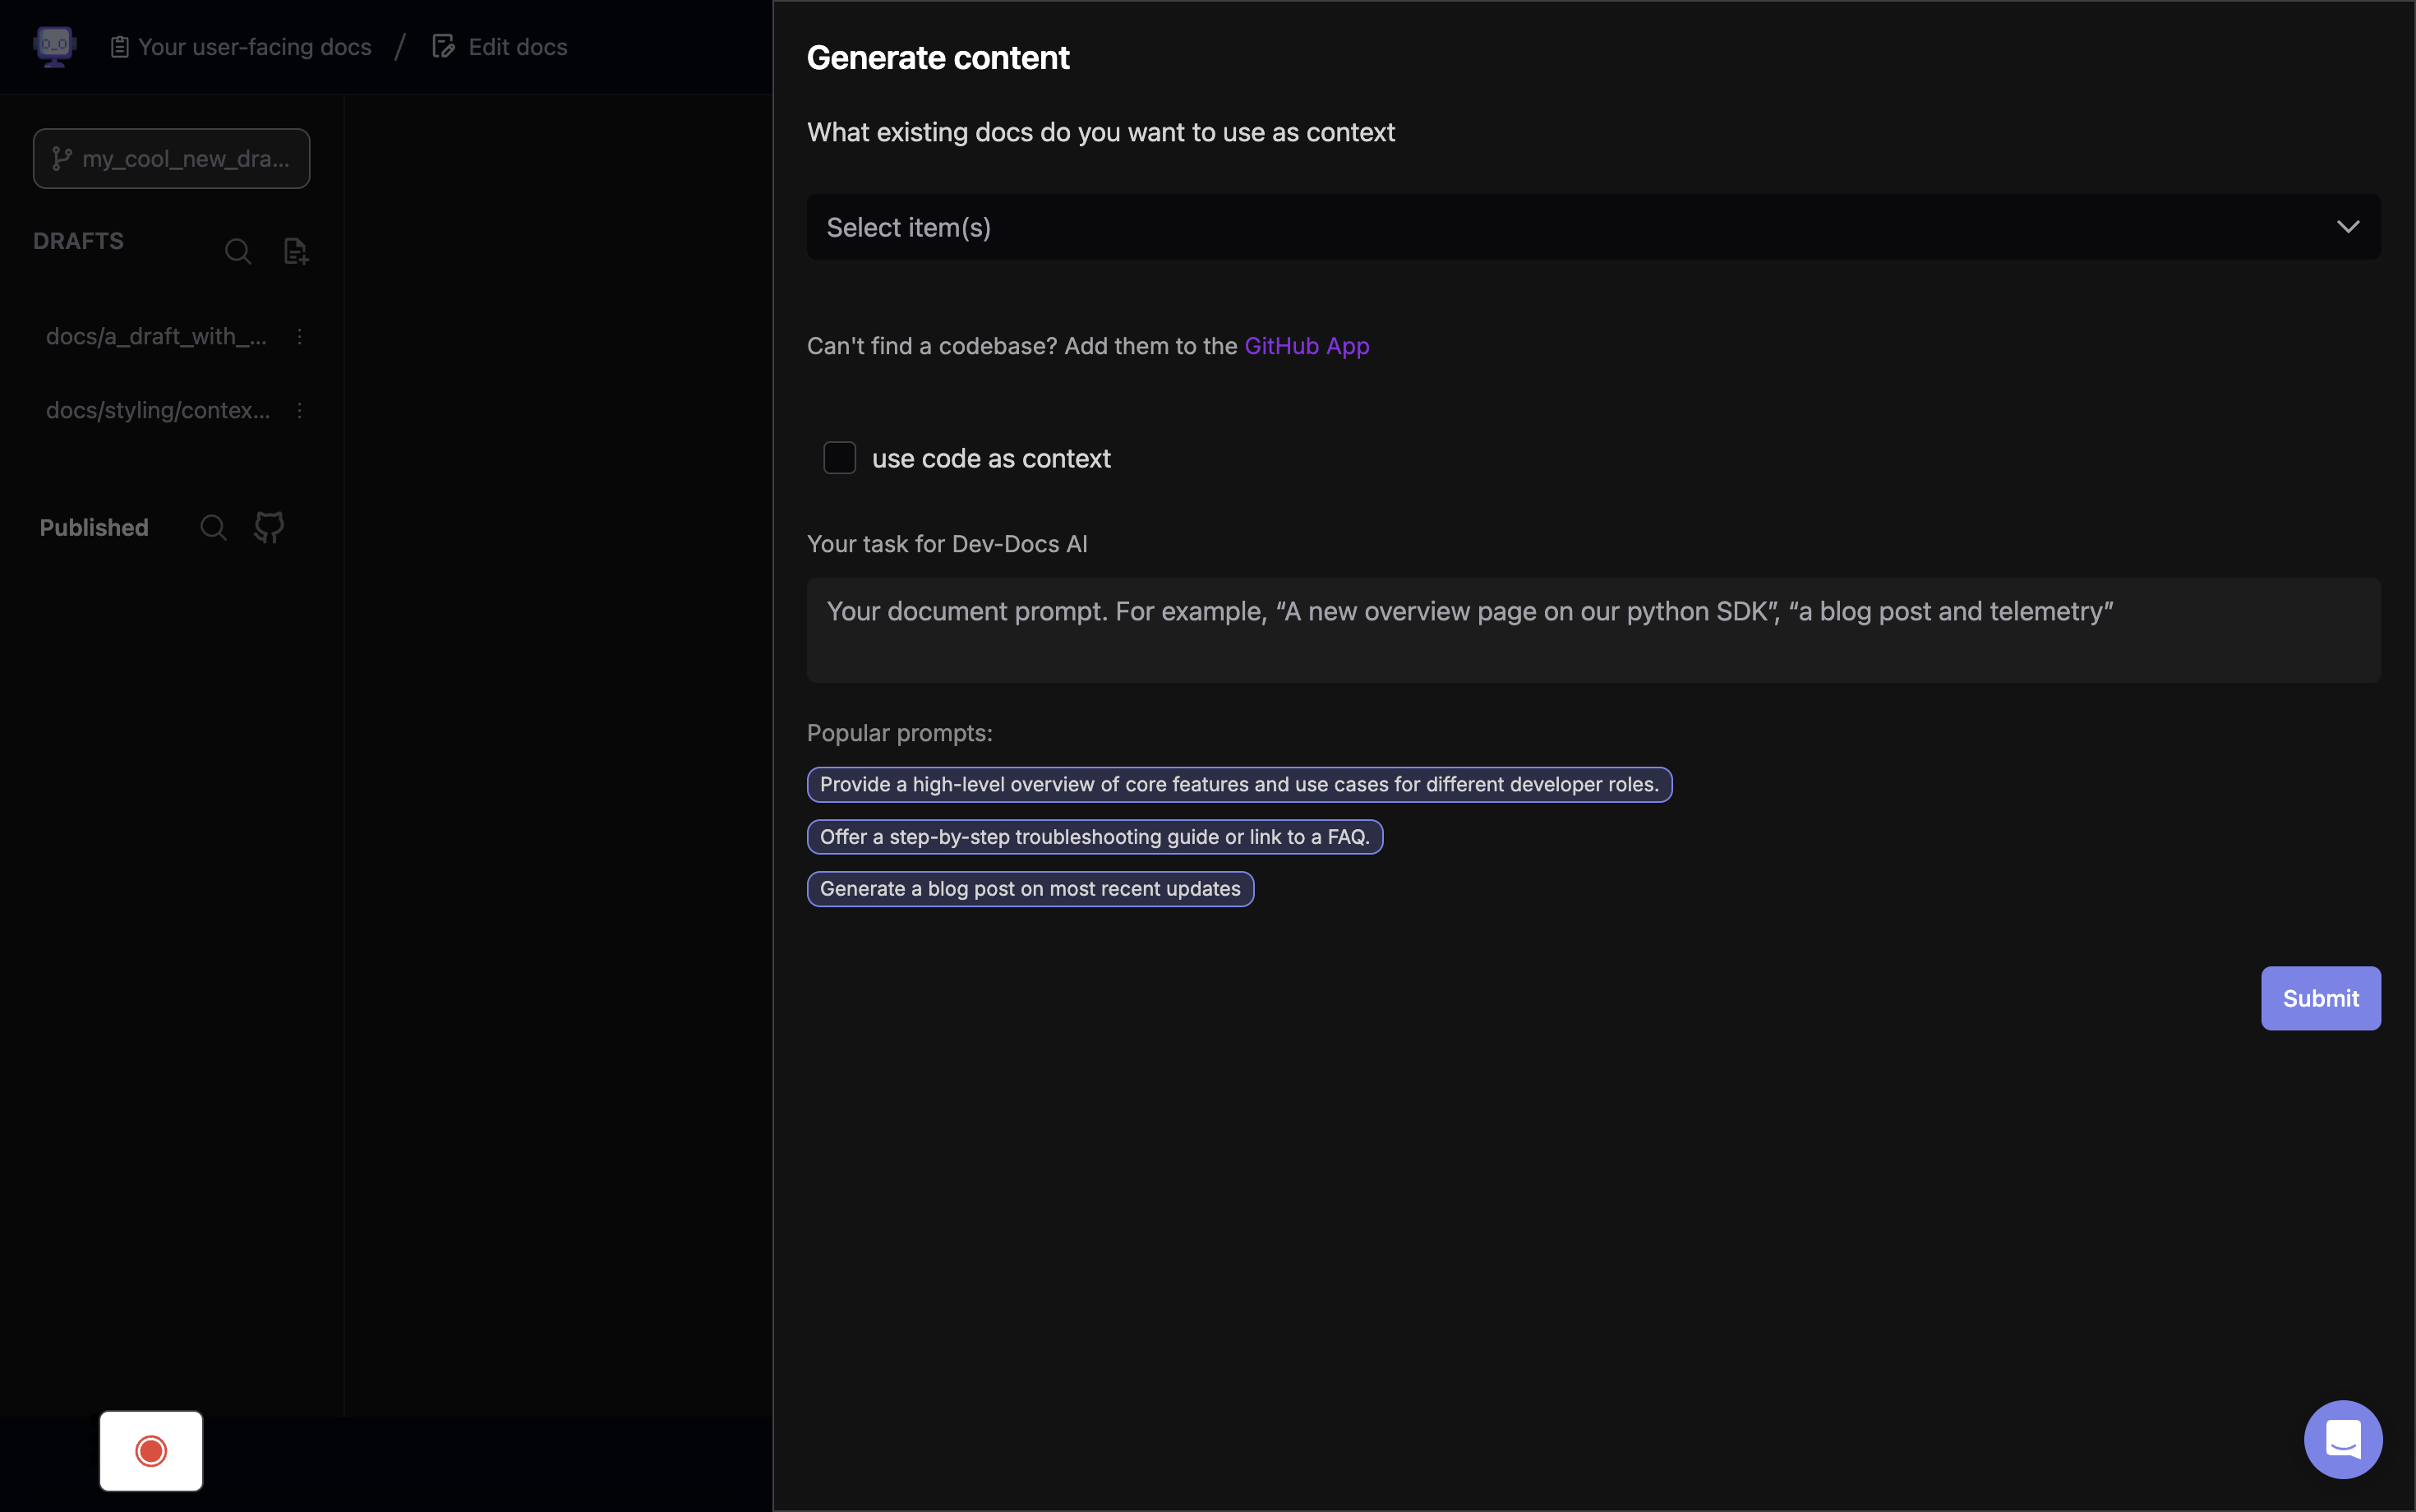 Your user-facing docs / Edit docs
my_cool_new_dra...
DRAFTS
docs/a_draft_with_...
docs/styling/contex...
Published
Generate content
What existing docs do you want to use as context
Select item(s)
Can't find a codebase? Add them to the GitHub App
use code as context
Your task for Dev-Docs AI
Your document prompt. For example, “A new overview page on our python SDK”, “a blog post and telemetry”
Popular prompts:
Provide a high-level overview of core features and use cases for different developer roles.
Offer a step-by-step troubleshooting guide or link to a FAQ.
Generate a blog post on most recent updates
Submit